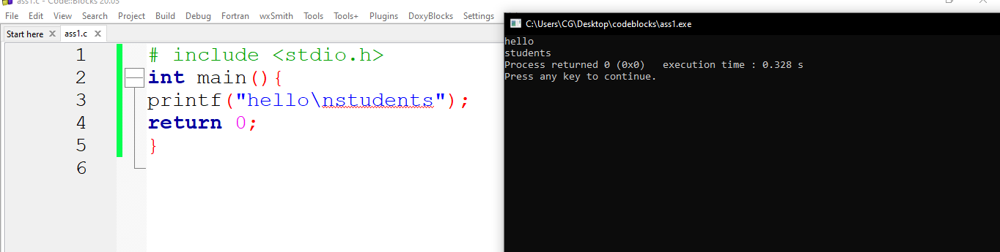 ass1.c - Code::Blocks 20.03
File Edit View Search Project Build Debug Fortran wxSmith Tools Tools+ Plugins DoxyBlocks Settings
Start here ass1.c
1 # include <stdio.h>
2 int main(){
3 printf("hello\nstudents");
4 return 0;
5 }
6
C:\Users\CG\Desktop\codeblocks\ass1.exe
hello
students
Process returned 0 (0x0)   execution time : 0.328 s
Press any key to continue.